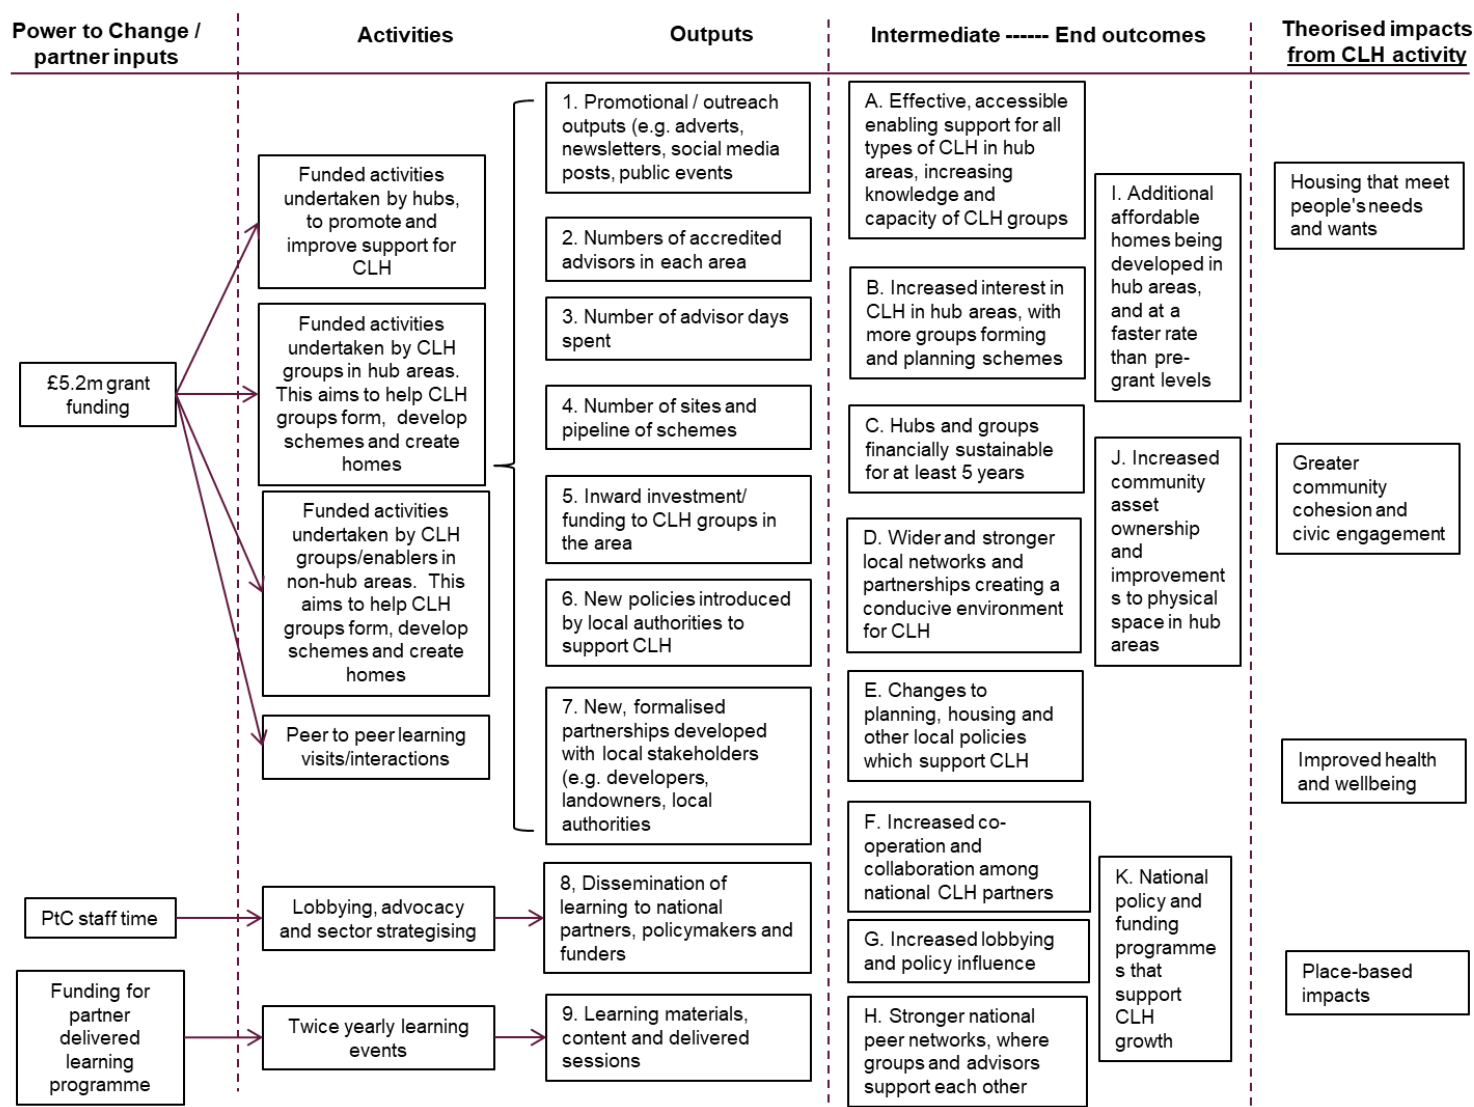 Power to Change /
partner inputs
Activities
Outputs
Intermediate ------ End outcomes
Theorised impacts
from CLH activity
£5.2m grant
funding
PtC staff time
Funding for
partner
delivered
learning
programme
Funded activities
undertaken by hubs,
to promote and
improve support for
CLH
Funded activities
undertaken by CLH
groups in hub areas.
This aims to help CLH
groups form, develop
schemes and create
homes
Funded activities
undertaken by CLH
groups/enablers in
non-hub areas. This
aims to help CLH
groups form, develop
schemes and create
homes
Peer to peer learning
visits/interactions
Lobbying, advocacy
and sector strategising
Twice yearly learning
events
1. Promotional / outreach
outputs (e.g. adverts,
newsletters, social media
posts, public events
2. Numbers of accredited
advisors in each area
3. Number of advisor days
spent
4. Number of sites and
pipeline of schemes
5. Inward investment/
funding to CLH groups in
the area
6. New policies introduced
by local authorities to
support CLH
7. New, formalised
partnerships developed
with local stakeholders
(e.g. developers,
landowners, local
authorities
8, Dissemination of
learning to national
partners, policymakers and
funders
9. Learning materials,
content and delivered
sessions
A. Effective, accessible
enabling support for all
types of CLH in hub
areas, increasing
knowledge and
capacity of CLH groups
B. Increased interest in
CLH in hub areas, with
more groups forming
and planning schemes
C. Hubs and groups
financially sustainable
for at least 5 years
D. Wider and stronger
local networks and
partnerships creating a
conducive environment
for CLH
E. Changes to
planning, housing and
other local policies
which support CLH
F. Increased co-
operation and
collaboration among
national CLH partners
G. Increased lobbying
and policy influence
H. Stronger national
peer networks, where
groups and advisors
support each other
I. Additional
affordable
homes being
developed in
hub areas,
and at a
faster rate
than pre-
grant levels
J. Increased
community
asset
ownership
and
improvement
s to physical
space in hub
areas
K. National
policy and
funding
programme
s that
support
CLH
growth
Housing that meet
people's needs
and wants
Greater
community
cohesion and
civic engagement
Improved health
and wellbeing
Place-based
impacts